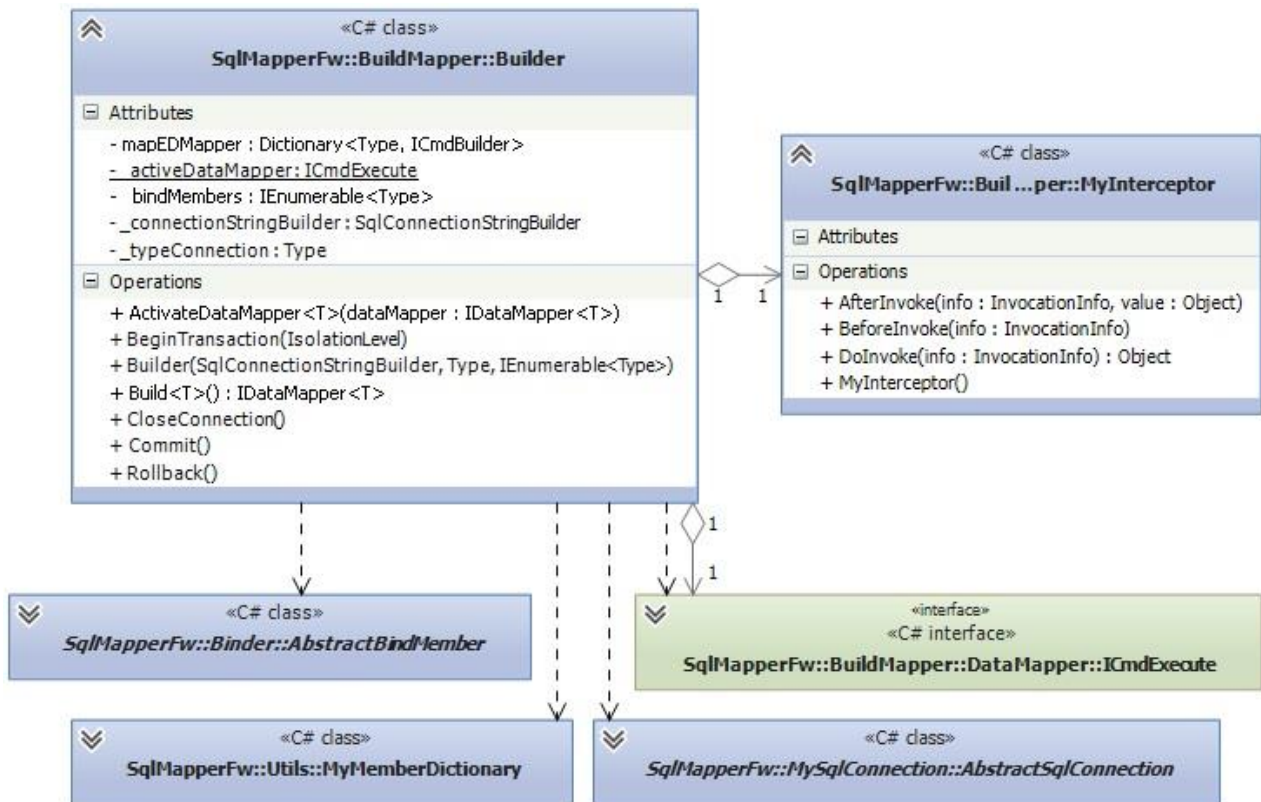 «C# class»
SqlMapperFw::BuildMapper::Builder
Attributes
- mapEDMapper : Dictionary<Type, ICmdBuilder>
- _activeDataMapper: ICmdExecute
- bindMembers : IEnumerable<Type>
- _connectionStringBuilder : SqlConnectionStringBuilder
- _typeConnection : Type
Operations
+ ActivateDataMapper<T>(dataMapper : IDataMapper<T>)
+ BeginTransaction(IsolationLevel)
+ Builder(SqlConnectionStringBuilder, Type, IEnumerable<Type>)
+ Build<T>() : IDataMapper<T>
+ CloseConnection()
+ Commit()
+ Rollback()
«C# class»
SqlMapperFw::Buil ...per::MyInterceptor
Attributes
Operations
+ AfterInvoke(info : InvocationInfo, value : Object)
+ BeforeInvoke(info : InvocationInfo)
+ DoInvoke(info : InvocationInfo) : Object
+ MyInterceptor()
1
1
1
1
«C# class»
SqlMapperFw::Binder::AbstractBindMember
«interface»
«C# interface»
SqlMapperFw::BuildMapper::DataMapper::ICmdExecute
«C# class»
SqlMapperFw::Utils::MyMemberDictionary
«C# class»
SqlMapperFw::MySqlConnection::AbstractSqlConnection